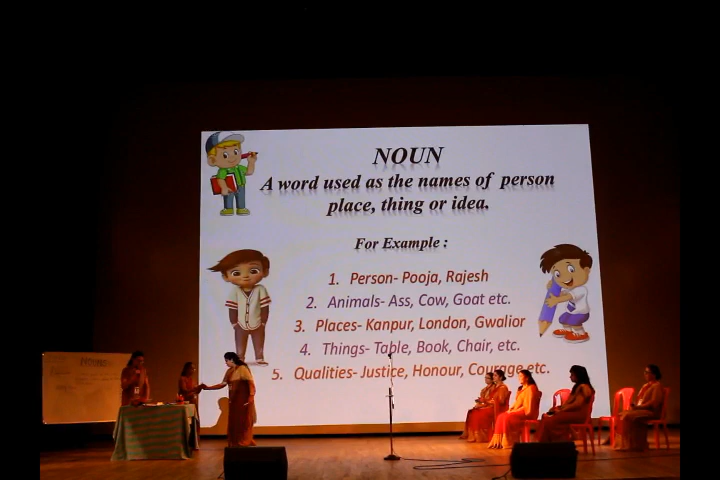 NOUN
A word used as the names of person
place, thing or idea.
For Example :
1. Person- Pooja, Rajesh
2. Animals- Ass, Cow, Goat etc.
3. Places- Kanpur, London, Gwalior
4. Things- Table, Book, Chair, etc.
5. Qualities- Justice, Honour, Courage etc.